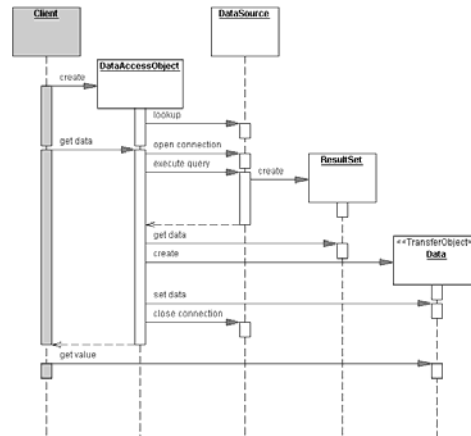 Client
DataSource
DataAccessObject
create
lookup
get data
open connection
execute query
create
ResultSet
get data
create
<<TransferObject>>
Data
set data
close connection
get value